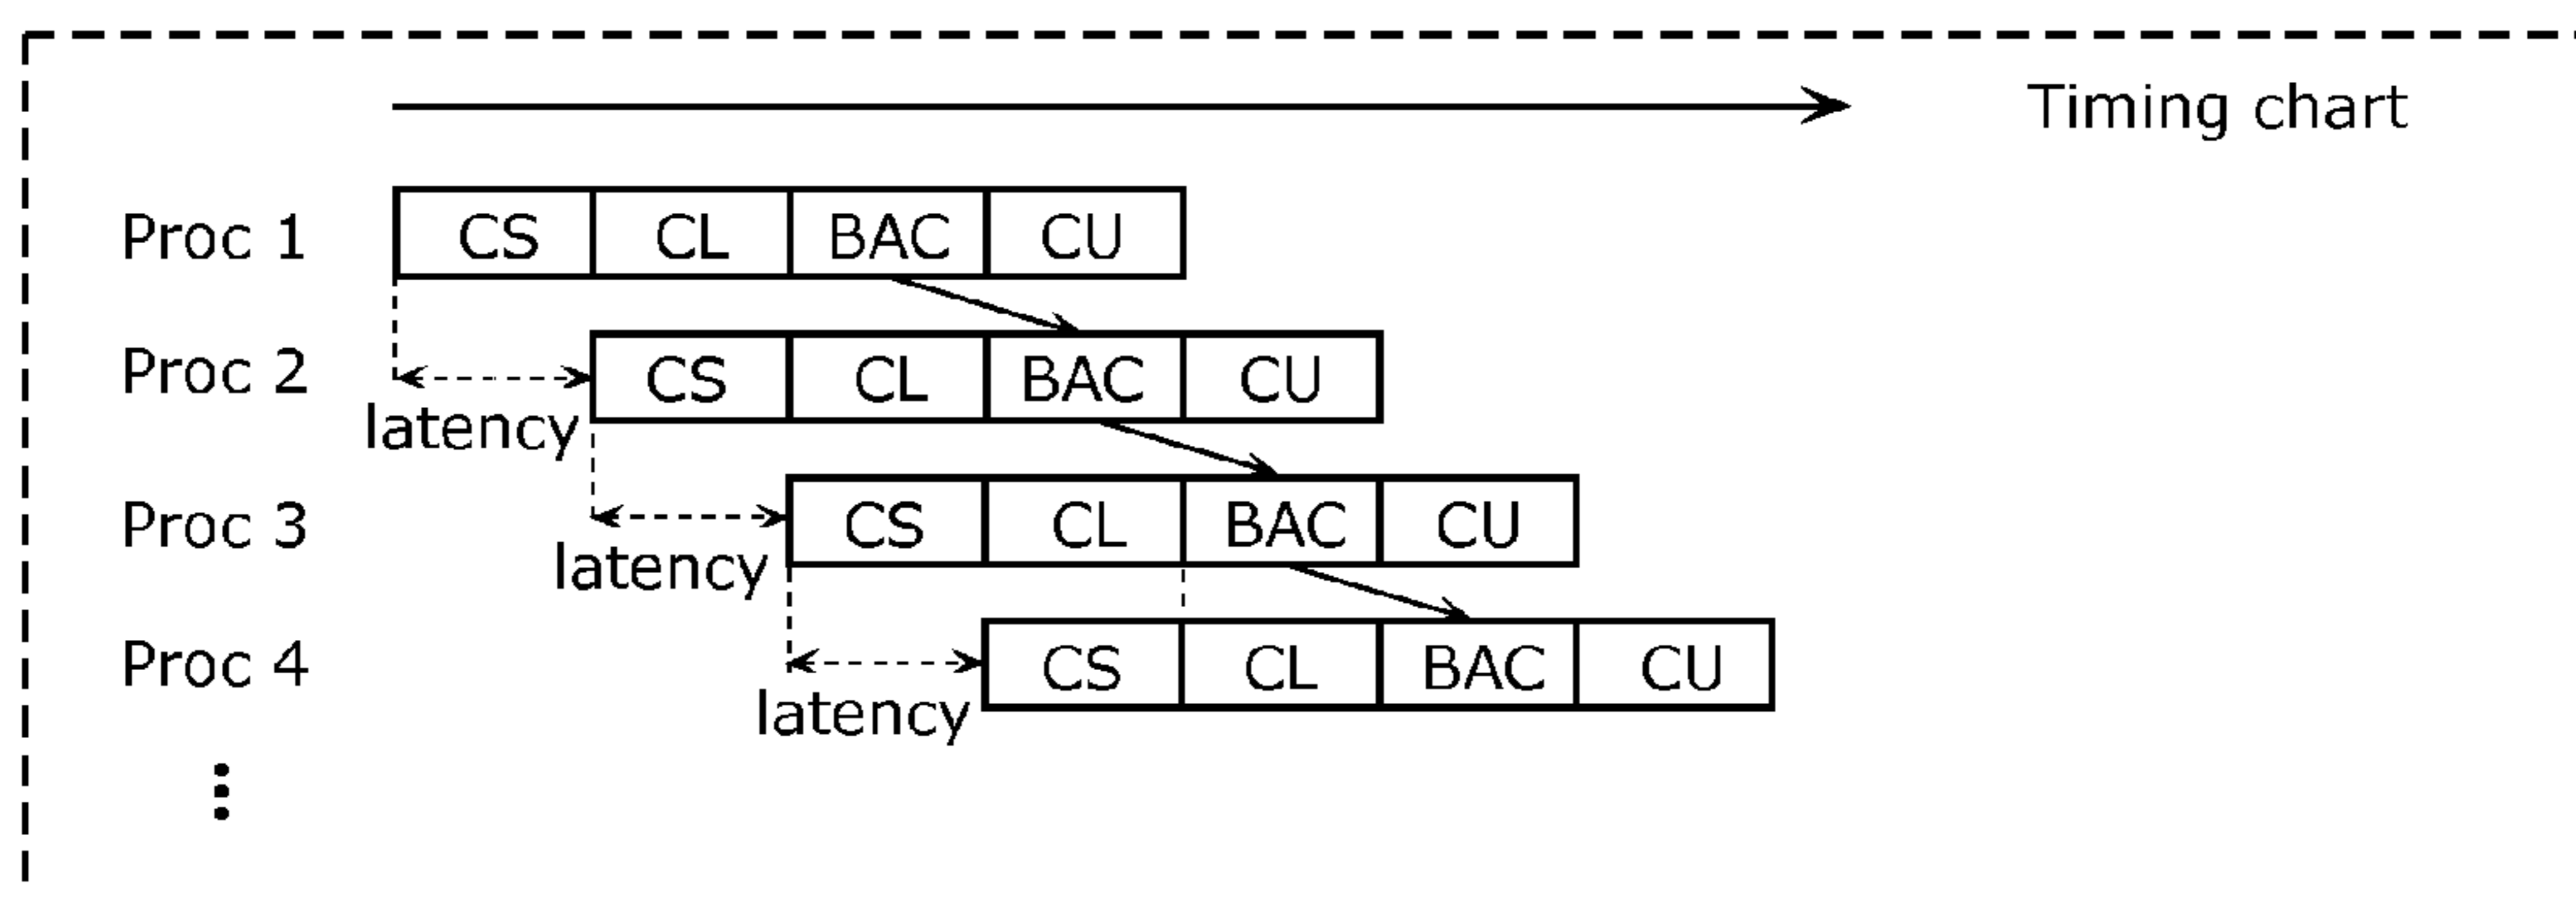 Timing chart
Proc 1 CS CL BAC CU
Proc 2 CS CL BAC CU
latency
Proc 3 CS CL BAC CU
latency
Proc 4 CS CL BAC CU
latency